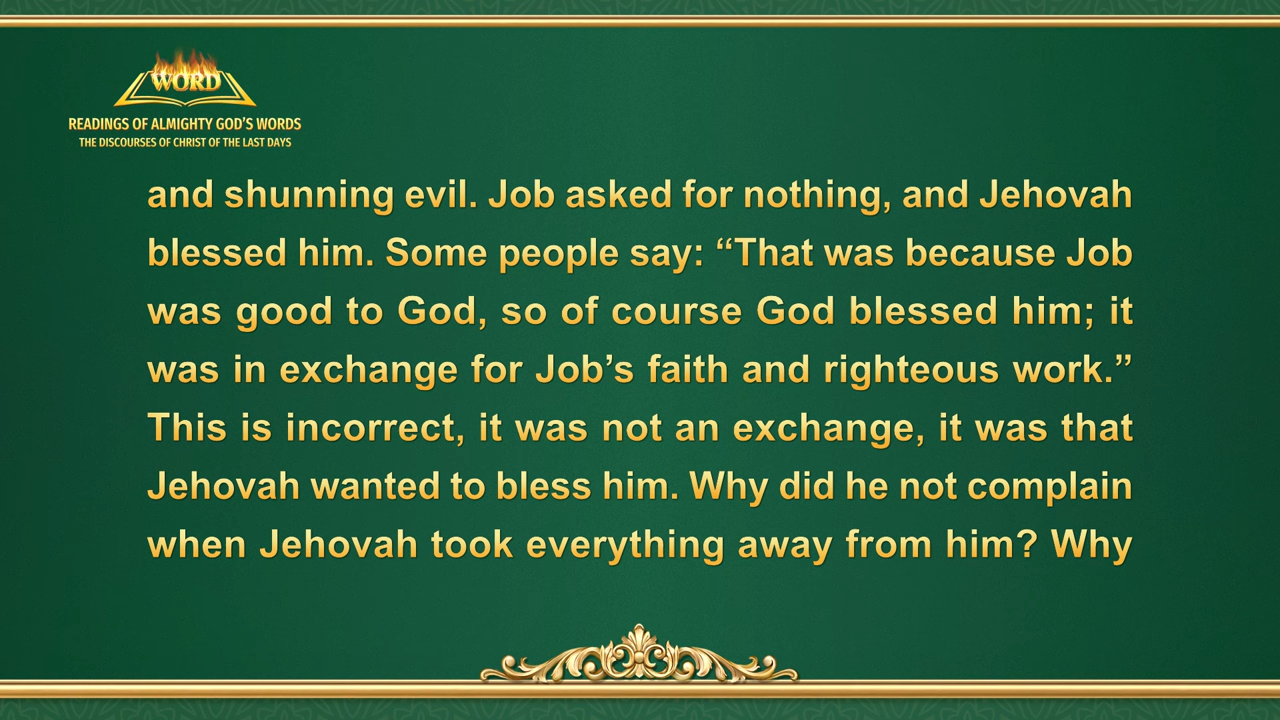 WORD
READINGS OF ALMIGHTY GOD'S WORDS
THE DISCOURSES OF CHRIST OF THE LAST DAYS
and shunning evil. Job asked for nothing, and Jehovah
blessed him. Some people say: “That was because Job
was good to God, so of course God blessed him; it
was in exchange for Job’s faith and righteous work.”
This is incorrect, it was not an exchange, it was that
Jehovah wanted to bless him. Why did he not complain
when Jehovah took everything away from him? Why